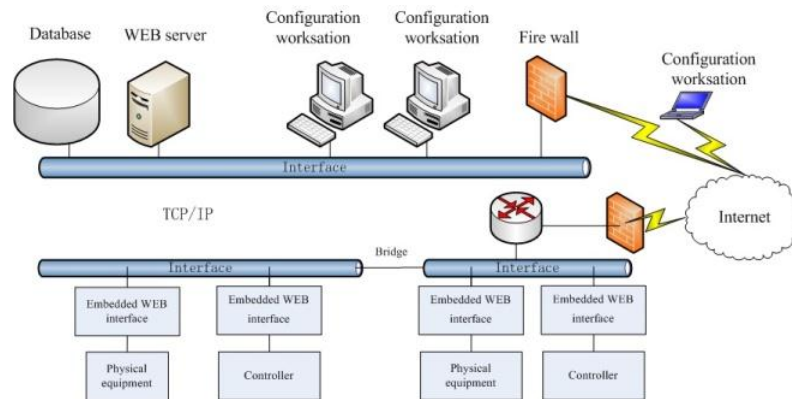 Database
WEB server
Configuration
worksation
Configuration
worksation
Fire wall
Configuration
worksation
Interface
TCP/IP
Internet
Bridge
Interface
Interface
Embedded WEB
interface
Embedded WEB
interface
Embedded WEB
interface
Embedded WEB
interface
Physical
equipment
Controller
Physical
equipment
Controller